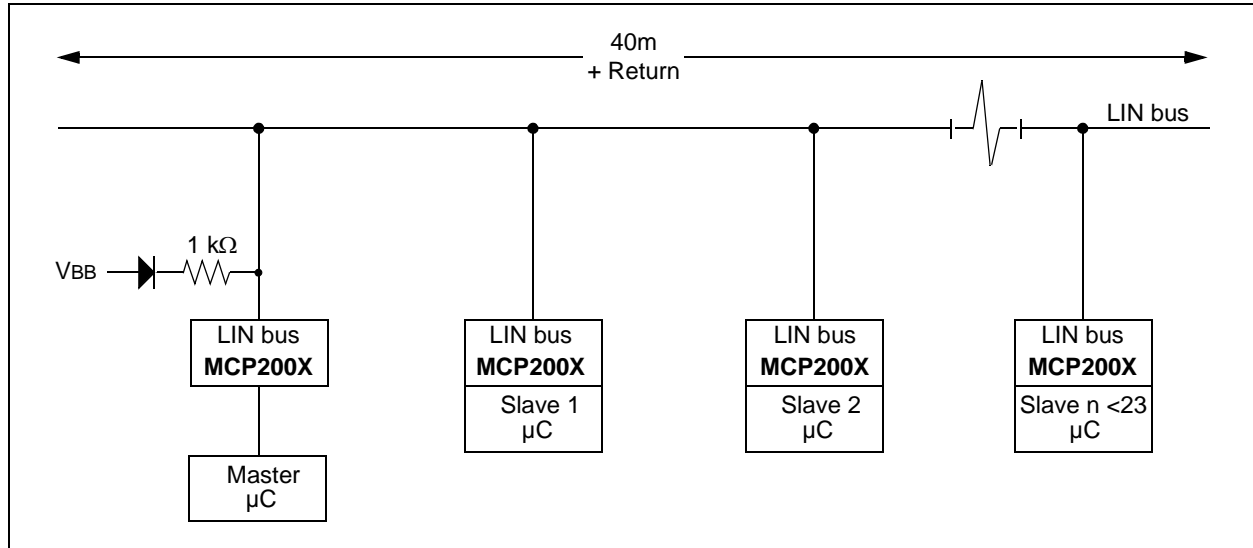 40m
+ Return
LIN bus
1 kΩ
VBB
LIN bus
MCP200X
Master
µC
LIN bus
MCP200X
Slave 1
µC
LIN bus
MCP200X
Slave 2
µC
LIN bus
MCP200X
Slave n <23
µC